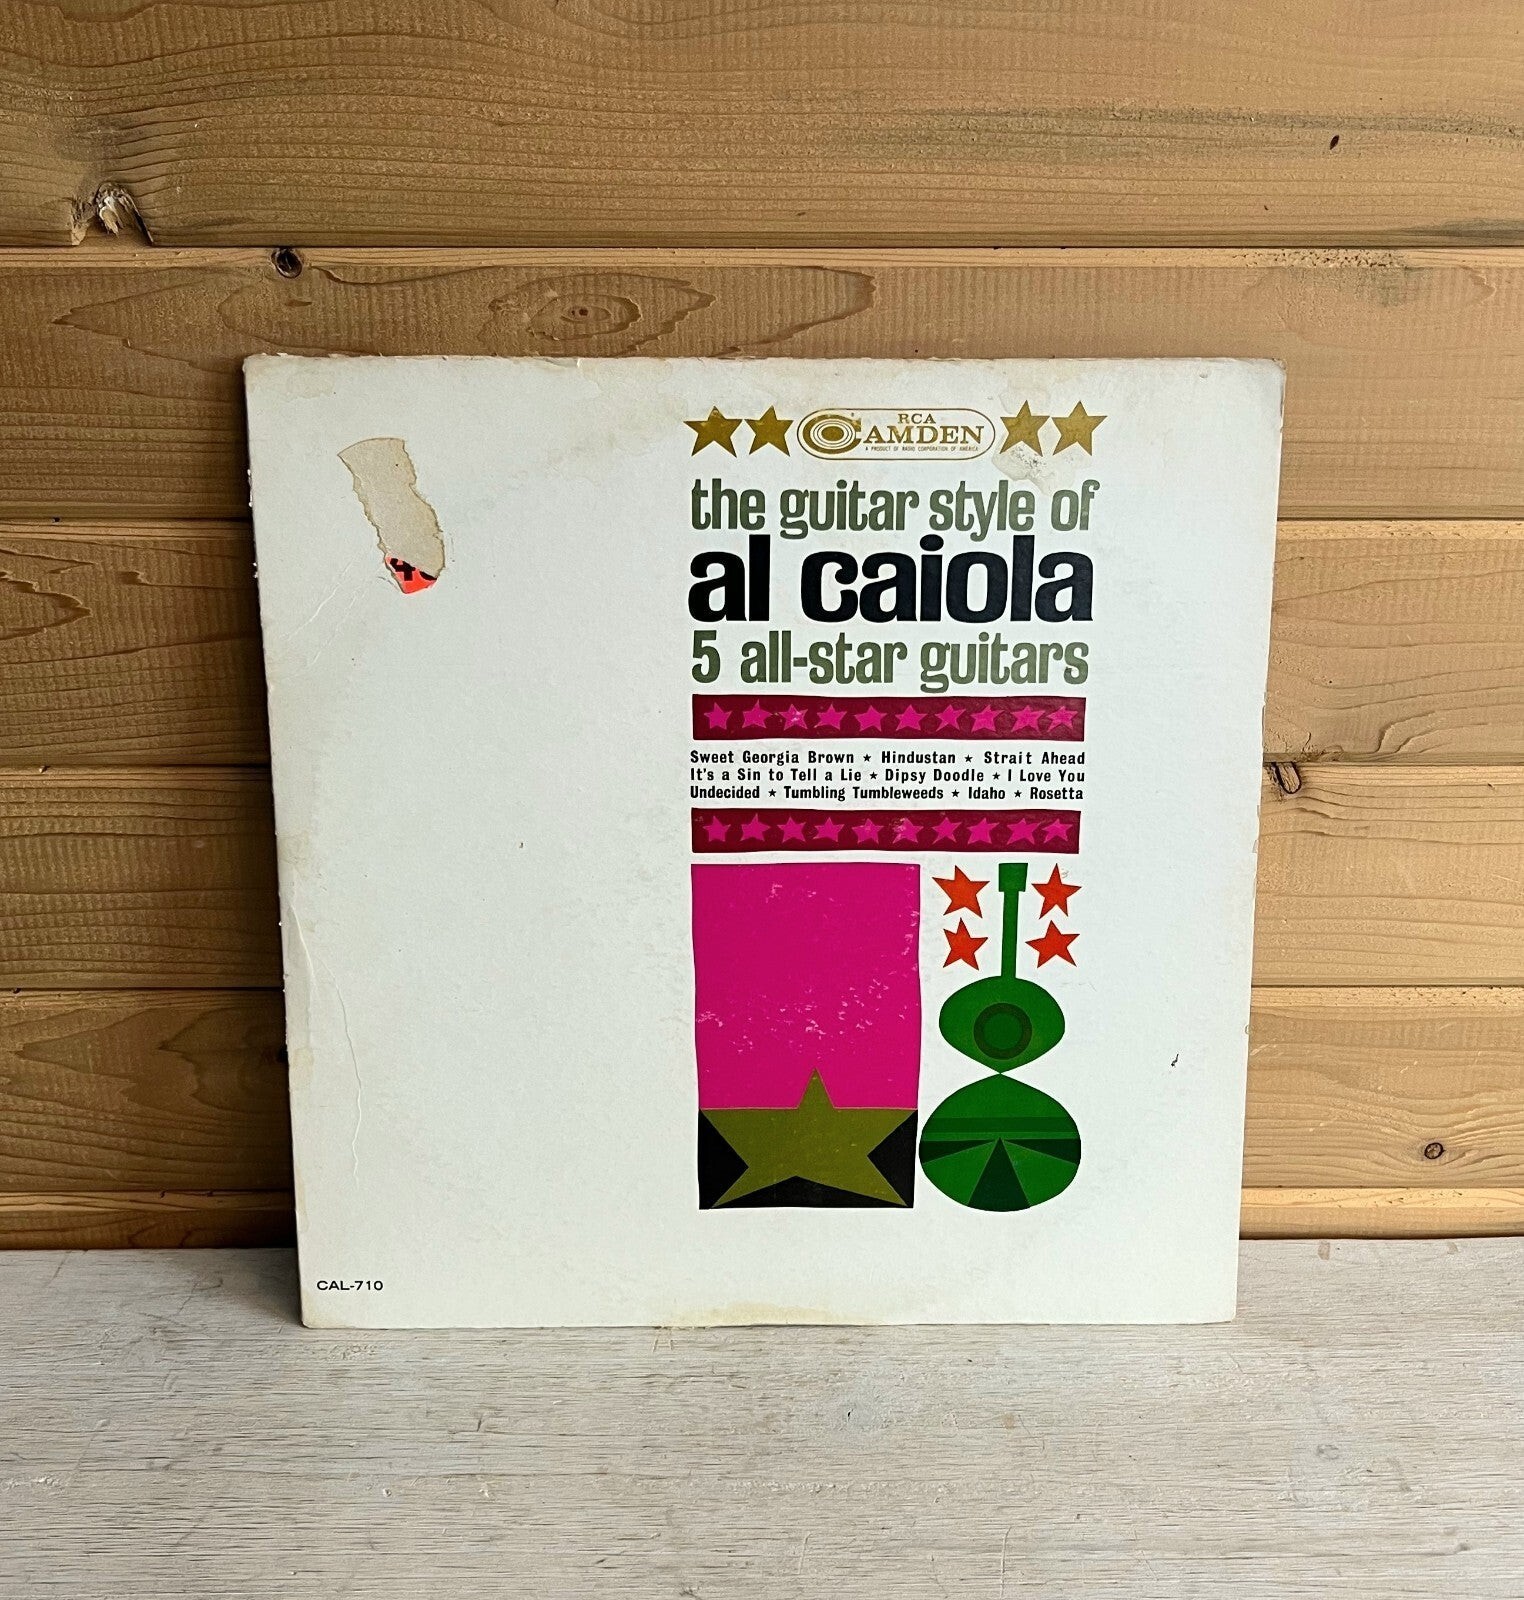 RCA
CAMDEN
A PRODUCT OF RADIO CORPORATION OF AMERICA
the guitar style of
al caiola
5 all-star guitars
Sweet Georgia Brown ★ Hindustan ★ Strait Ahead
It's a Sin to Tell a Lie ★ Dipsy Doodle ★ I Love You
Undecided ★ Tumbling Tumbleweeds ★ Idaho ★ Rosetta
CAL-710